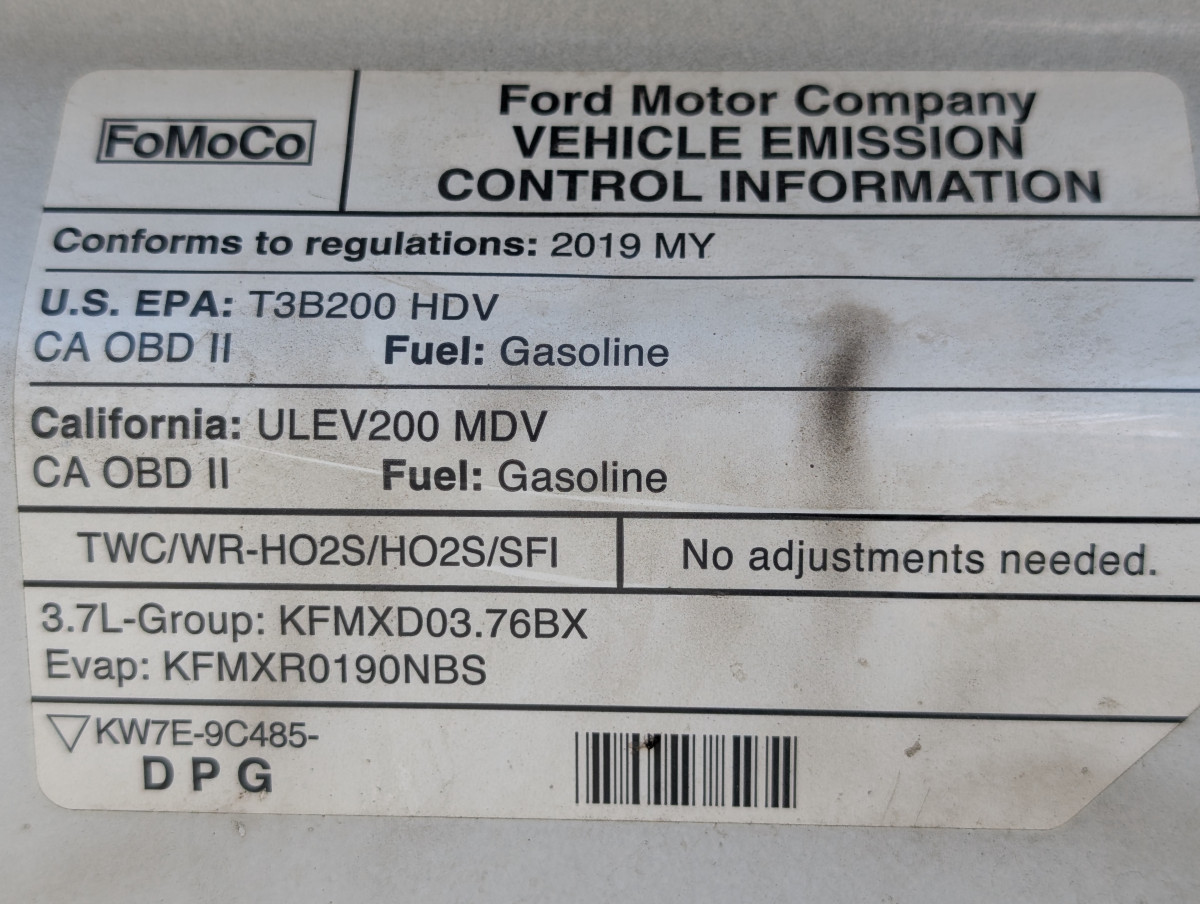 FoMoCo
Ford Motor Company
VEHICLE EMISSION
CONTROL INFORMATION
Conforms to regulations: 2019 MY
U.S. EPA: T3B200 HDV
CA OBD II Fuel: Gasoline
California: ULEV200 MDV
CA OBD II Fuel: Gasoline
TWC/WR-HO2S/HO2S/SFI
No adjustments needed.
3.7L-Group: KFMXD03.76BX
Evap: KFMXR0190NBS
▽KW7E-9C485-
D P G